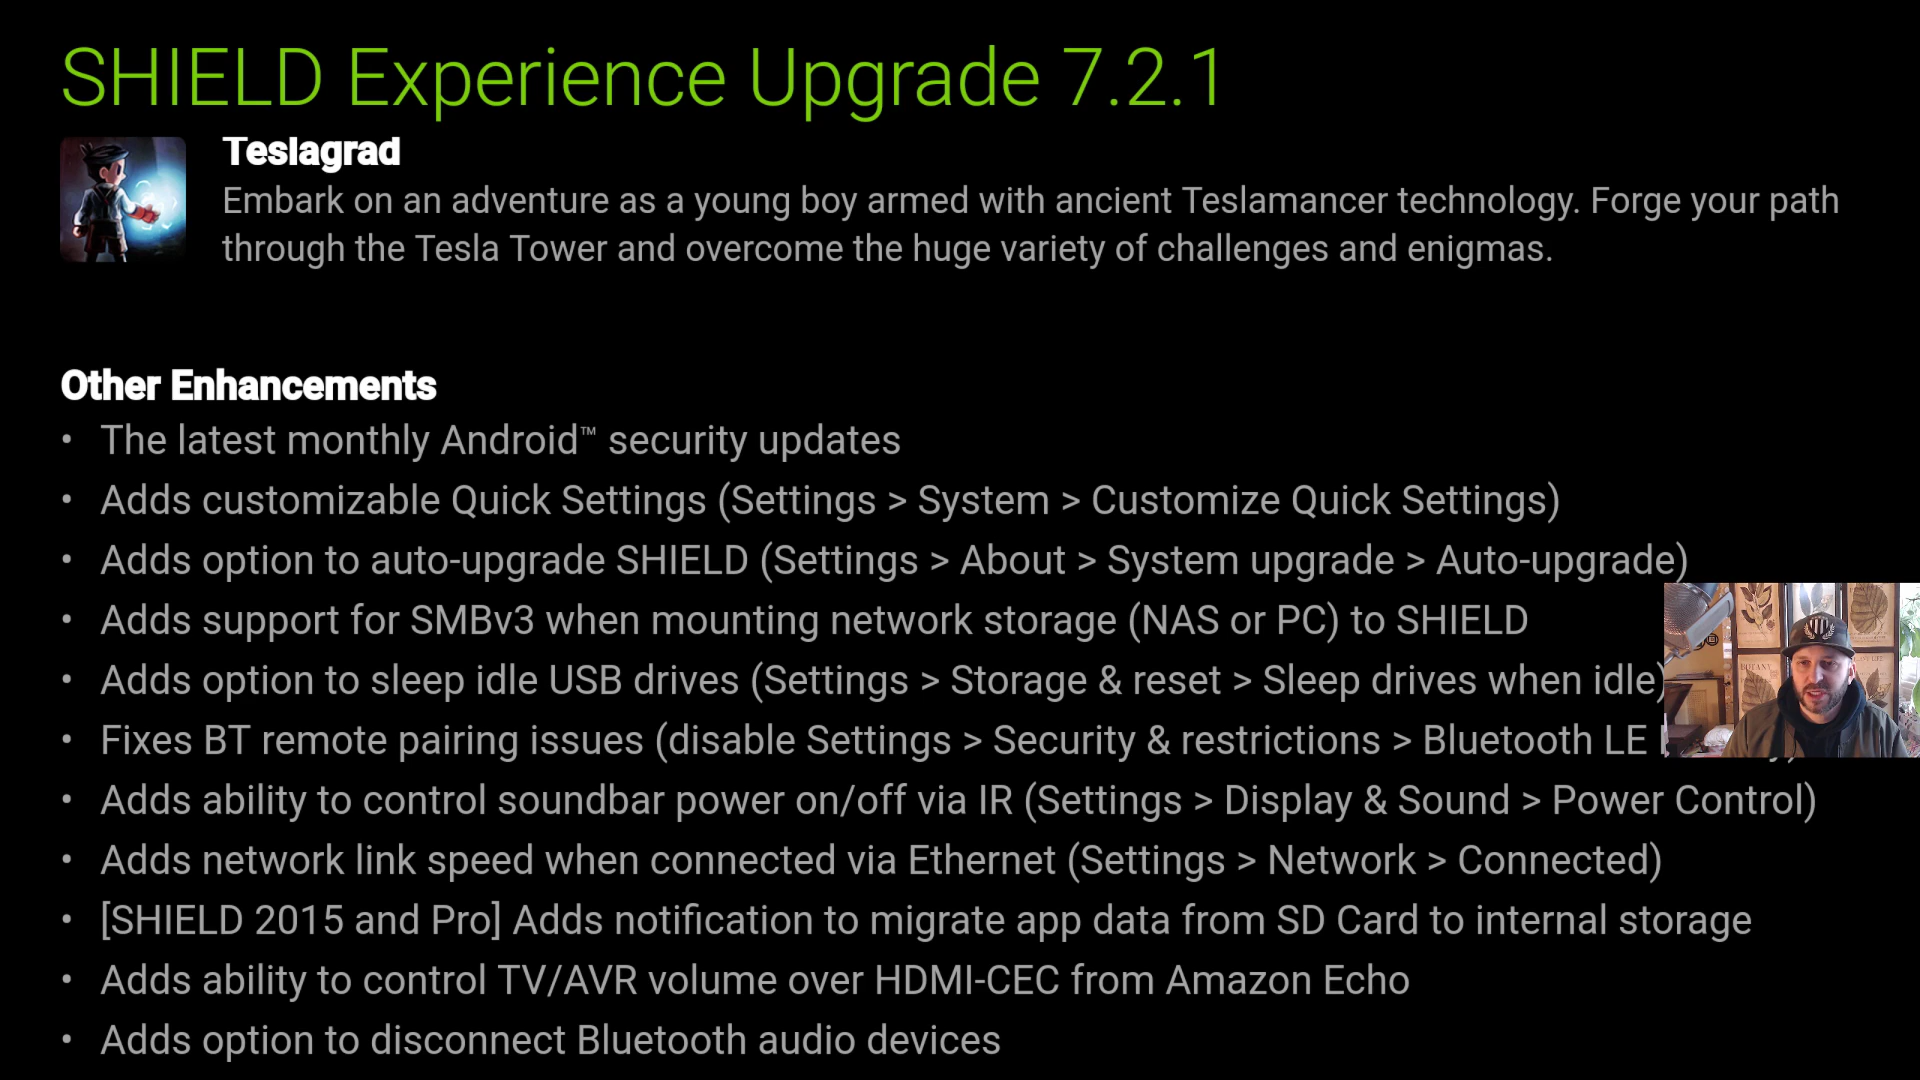 SHIELD Experience Upgrade 7.2.1
Teslagrad
Embark on an adventure as a young boy armed with ancient Teslamancer technology. Forge your path
through the Tesla Tower and overcome the huge variety of challenges and enigmas.
Other Enhancements
• The latest monthly Android™ security updates
• Adds customizable Quick Settings (Settings > System > Customize Quick Settings)
• Adds option to auto-upgrade SHIELD (Settings > About > System upgrade > Auto-upgrade)
• Adds support for SMBv3 when mounting network storage (NAS or PC) to SHIELD
• Adds option to sleep idle USB drives (Settings > Storage & reset > Sleep drives when idle)
• Fixes BT remote pairing issues (disable Settings > Security & restrictions > Bluetooth LE
• Adds ability to control soundbar power on/off via IR (Settings > Display & Sound > Power Control)
• Adds network link speed when connected via Ethernet (Settings > Network > Connected)
• [SHIELD 2015 and Pro] Adds notification to migrate app data from SD Card to internal storage
• Adds ability to control TV/AVR volume over HDMI-CEC from Amazon Echo
• Adds option to disconnect Bluetooth audio devices